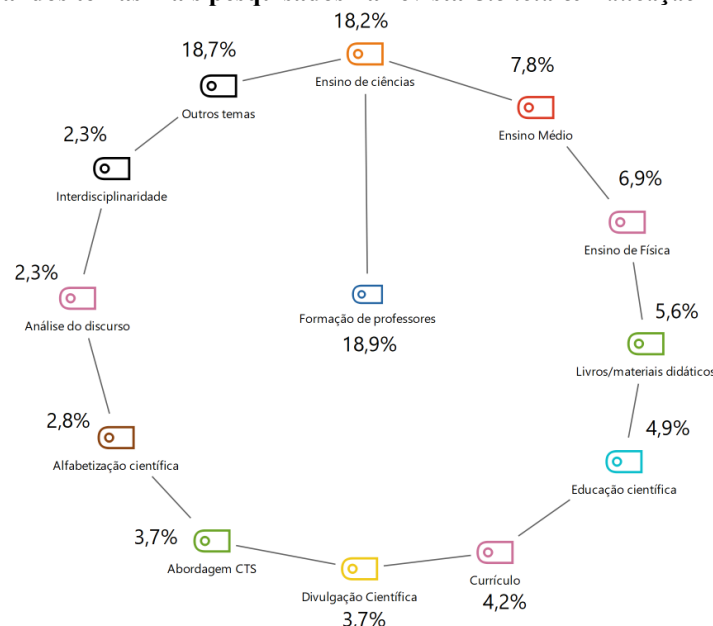 18,2%
Ensino de ciências
7,8%
Ensino Médio
6,9%
Ensino de Física
5,6%
Livros/materiais didáticos
4,9%
Educação científica
Currículo
4,2%
Divulgação Científica
3,7%
3,7%
Abordagem CTS
2,8%
Alfabetização científica
2,3%
Análise do discurso
2,3%
Interdisciplinaridade
18,7%
Outros temas
Formação de professores
18,9%